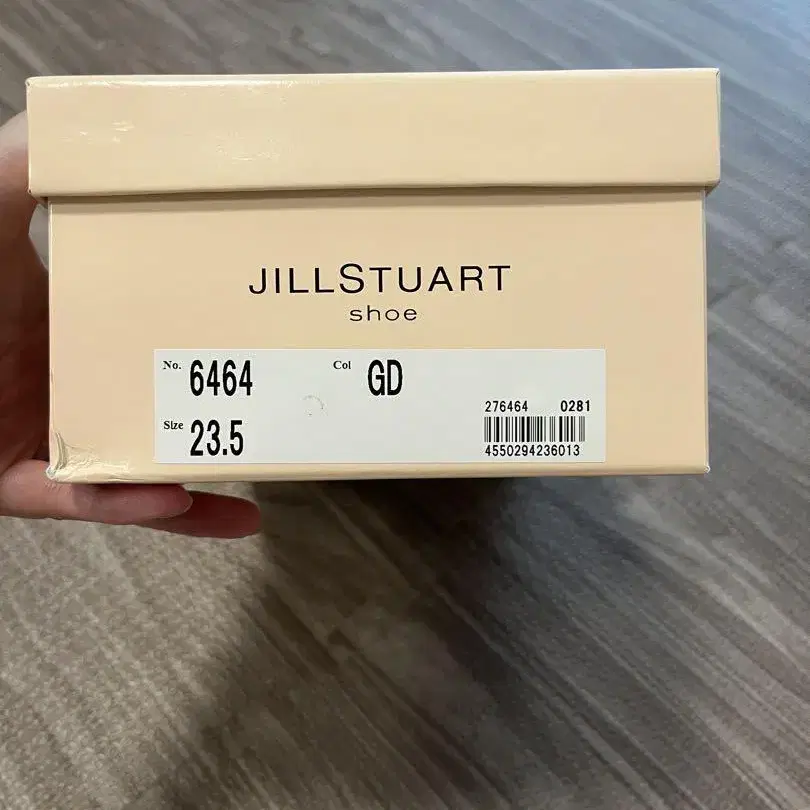 JILLSTUART
shoe
No. 6464 Col GD
Size 23.5
276464 0281
4550294236013